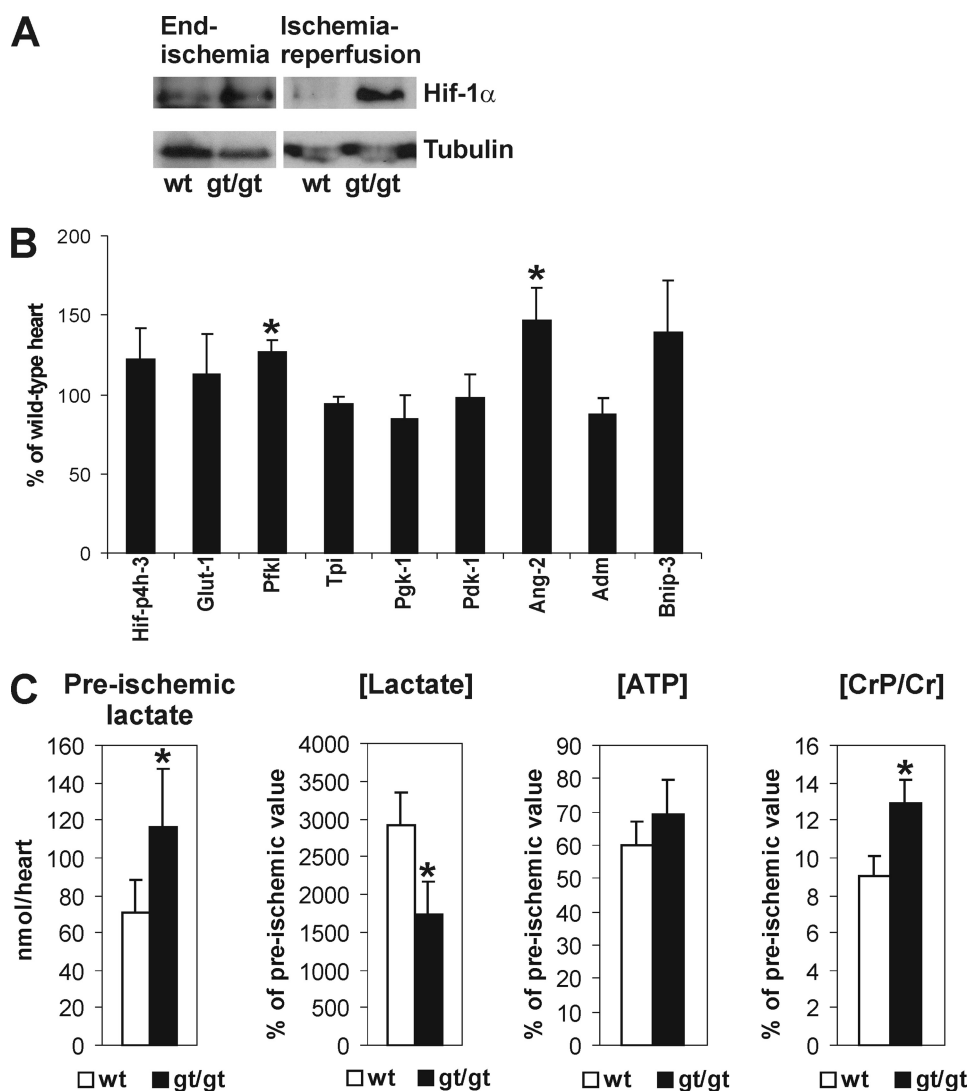 A
End-
ischemia
Ischemia-
reperfusion
Hif-1α
Tubulin
wt gt/gt
wt gt/gt
B
% of wild-type heart
200
150
100
50
0
*
*
Hif-p4h-3
Glut-1
Pfkl
Tpi
Pgk-1
Pdk-1
Ang-2
Adm
Bnip-3
C
Pre-ischemic
lactate
nmol/heart
160
140
120
100
80
60
40
20
0
*
wt gt/gt
[Lactate]
% of pre-ischemic value
4000
3500
3000
2500
2000
1500
1000
500
0
*
wt gt/gt
[ATP]
% of pre-ischemic value
90
80
70
60
50
40
30
20
10
0
wt gt/gt
[CrP/Cr]
% of pre-ischemic value
16
14
12
10
8
6
4
2
0
*
wt gt/gt